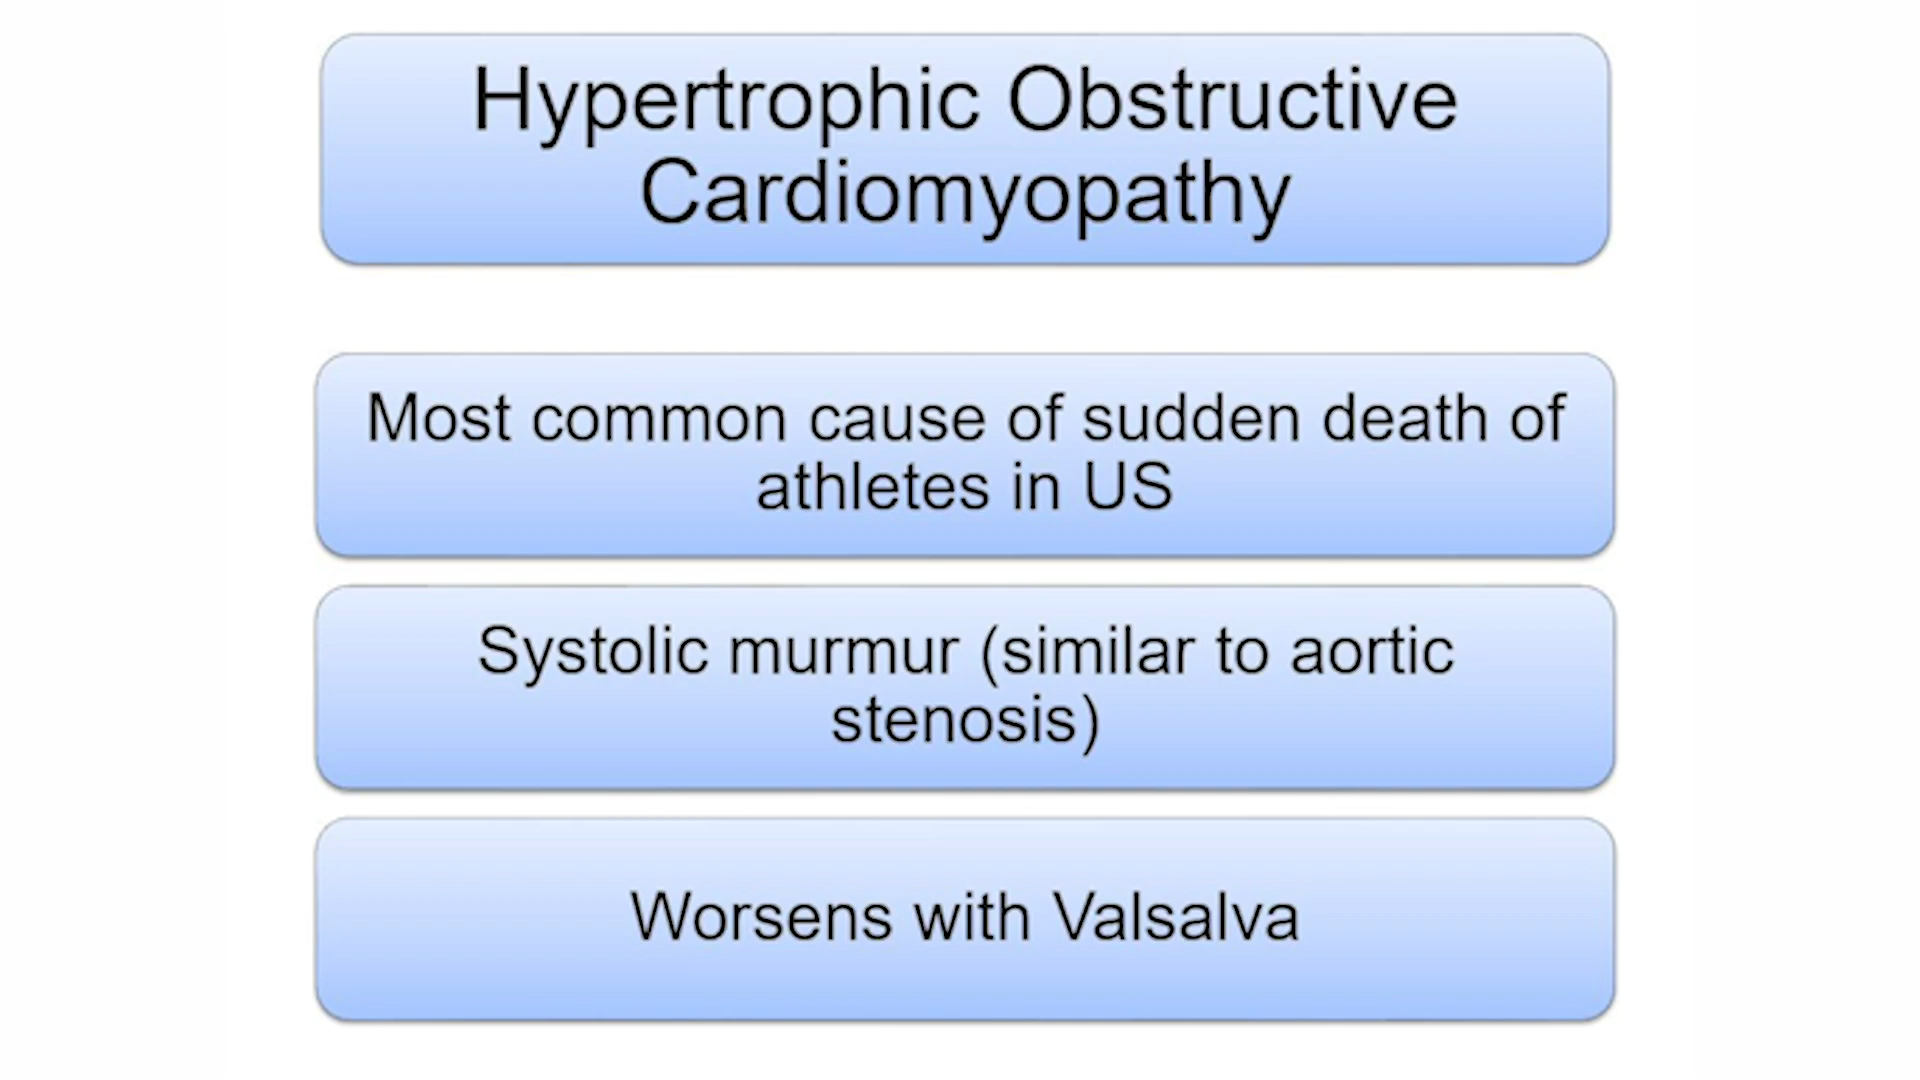 Hypertrophic Obstructive
Cardiomyopathy
Most common cause of sudden death of
athletes in US
Systolic murmur (similar to aortic
stenosis)
Worsens with Valsalva